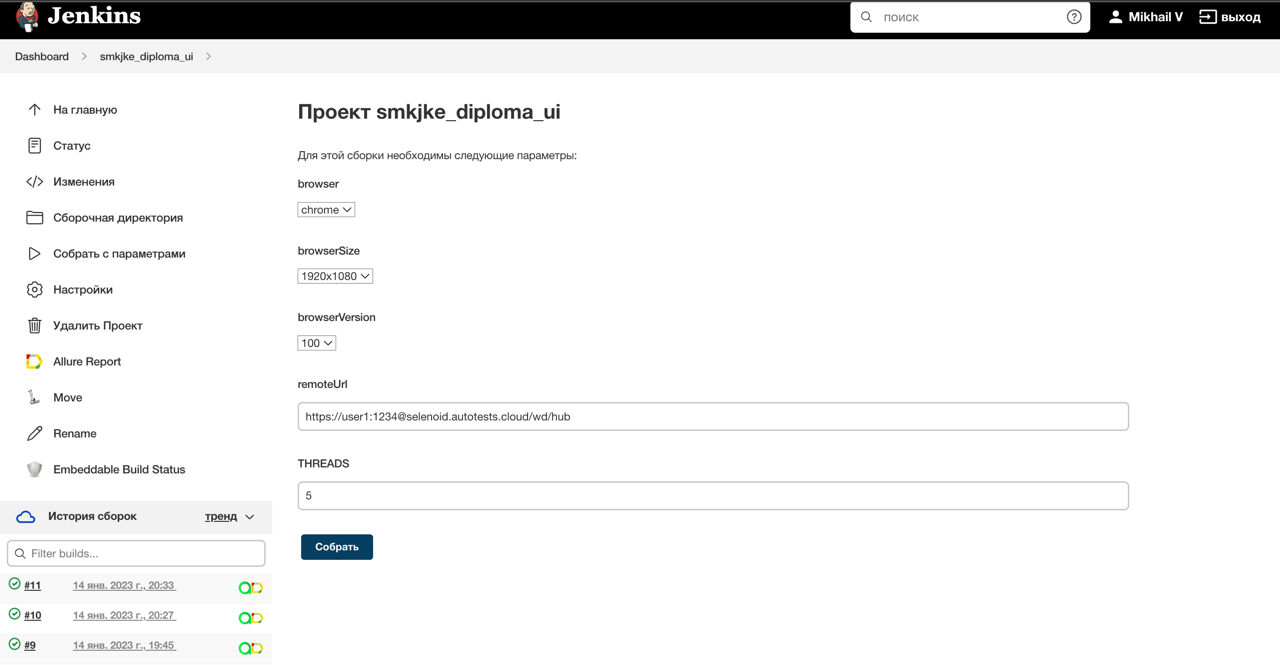 Jenkins
поиск
Mikhail V
выход
Dashboard
smkjke_diploma_ui
На главную
Статус
Изменения
Сборочная директория
Собрать с параметрами
Настройки
Удалить Проект
Allure Report
Move
Rename
Embeddable Build Status
История сборок
тренд
Filter builds...
#11 14 янв. 2023 г., 20:33
#10 14 янв. 2023 г., 20:27
#9 14 янв. 2023 г., 19:45
Проект smkjke_diploma_ui
Для этой сборки необходимы следующие параметры:
browser
chrome
browserSize
1920x1080
browserVersion
100
remoteUrl
https://user1:1234@selenoid.autotests.cloud/wd/hub
THREADS
5
Собрать